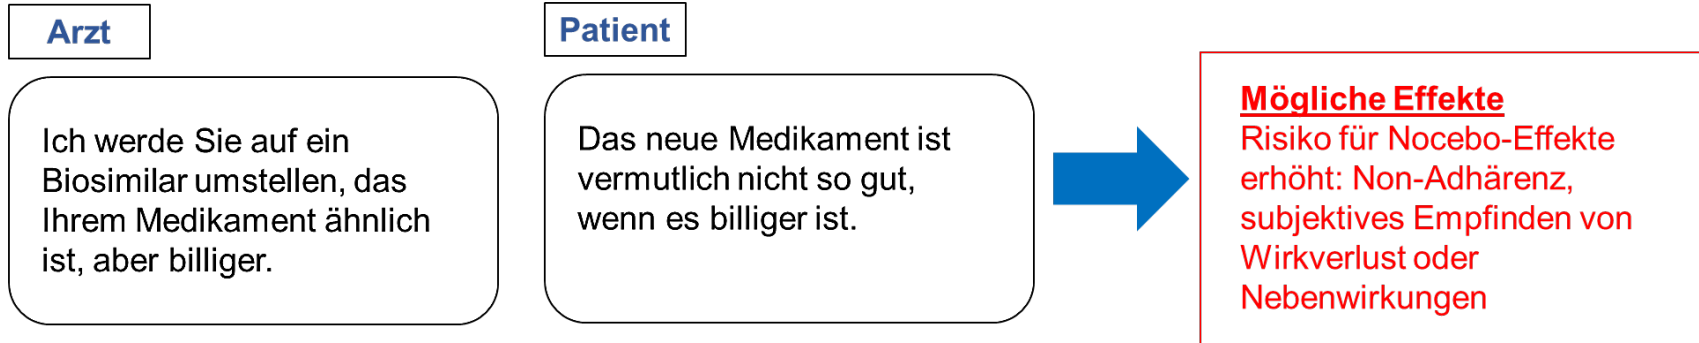 Arzt
Ich werde Sie auf ein
Biosimilar umstellen, das
Ihrem Medikament ähnlich
ist, aber billiger.
Patient
Das neue Medikament ist
vermutlich nicht so gut,
wenn es billiger ist.
Mögliche Effekte
Risiko für Nocebo-Effekte
erhöht: Non-Adhärenz,
subjektives Empfinden von
Wirkverlust oder
Nebenwirkungen